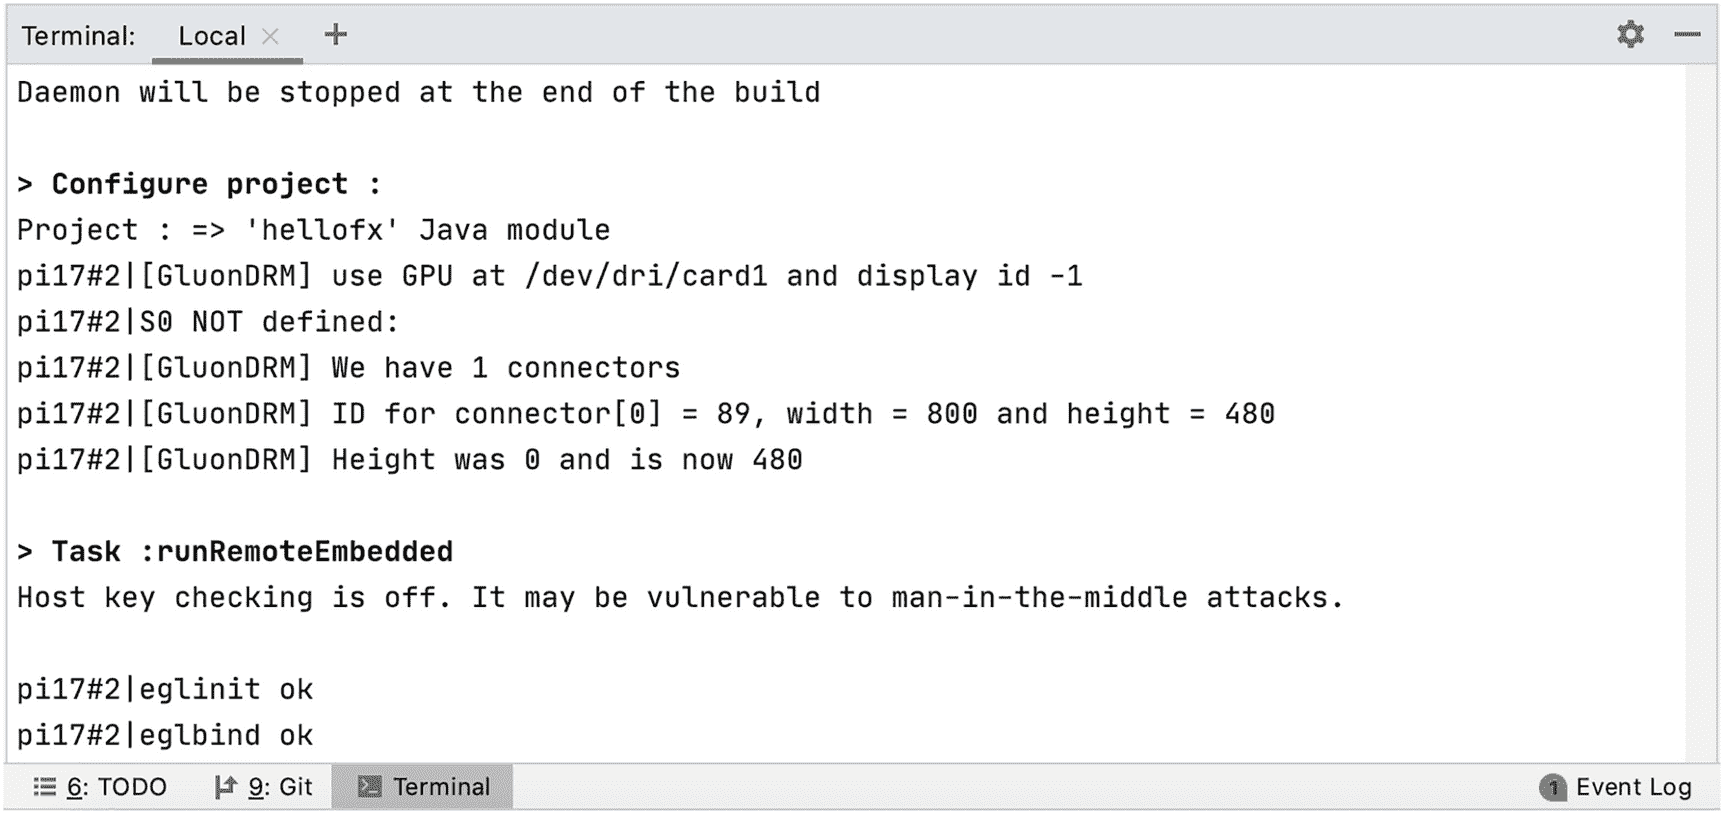 Terminal: Local × +
Daemon will be stopped at the end of the build
> Configure project :
Project : => 'hellofx' Java module
pi17#2|[GluonDRM] use GPU at /dev/dri/card1 and display id -1
pi17#2|S0 NOT defined:
pi17#2|[GluonDRM] We have 1 connectors
pi17#2|[GluonDRM] ID for connector[0] = 89, width = 800 and height = 480
pi17#2|[GluonDRM] Height was 0 and is now 480
> Task :runRemoteEmbedded
Host key checking is off. It may be vulnerable to man-in-the-middle attacks.
pi17#2|eglinit ok
pi17#2|eglbind ok
6: TODO 9: Git Terminal 1 Event Log